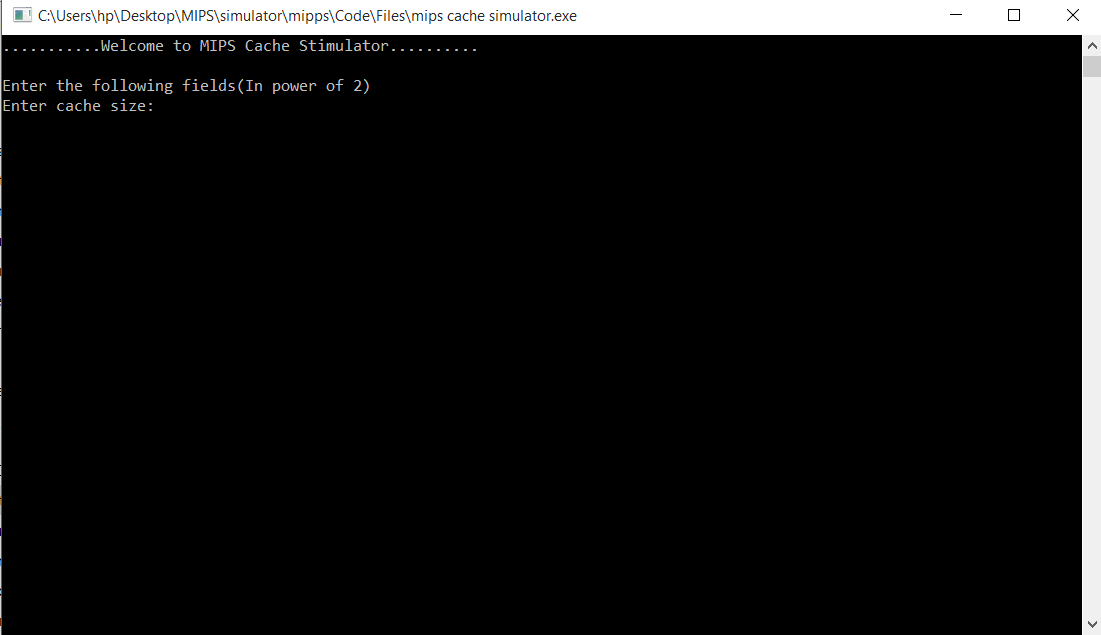 C:\Users\hp\Desktop\MIPS\simulator\mipps\Code\Files\mips cache simulator.exe
...........Welcome to MIPS Cache Stimulator..........
Enter the following fields(In power of 2)
Enter cache size: